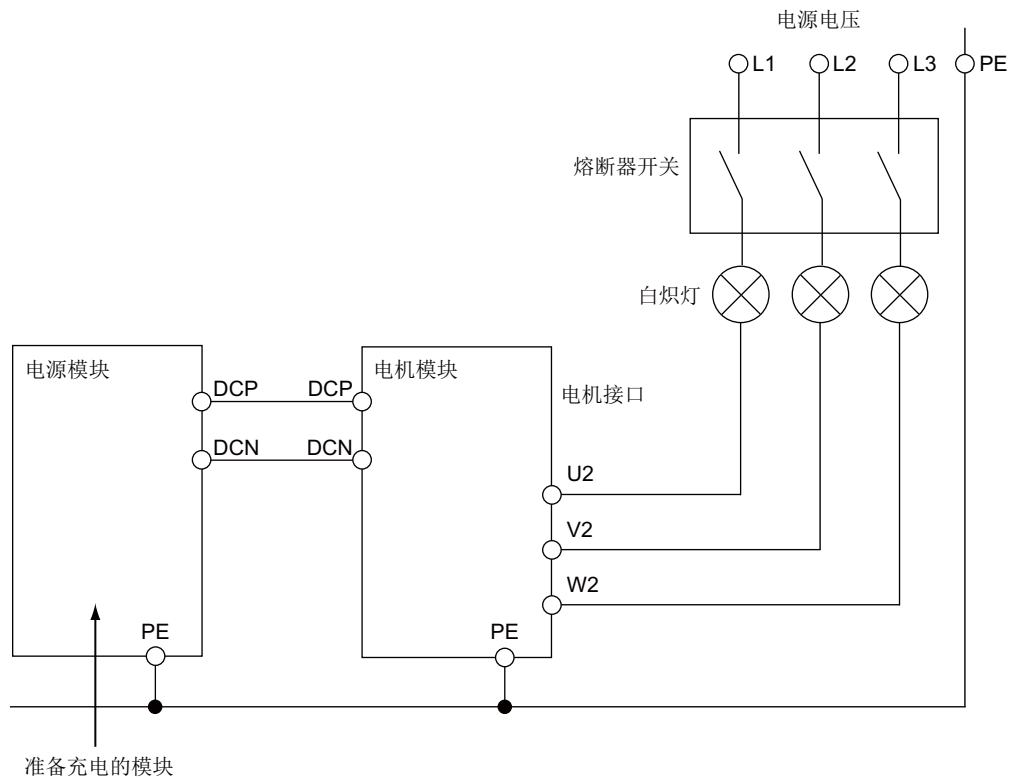 电源电压
L1
L2
L3
PE
熔断器开关
白炽灯
电源模块
DCP
DCP
电机模块
电机接口
DCN
DCN
U2
V2
W2
PE
PE
准备充电的模块